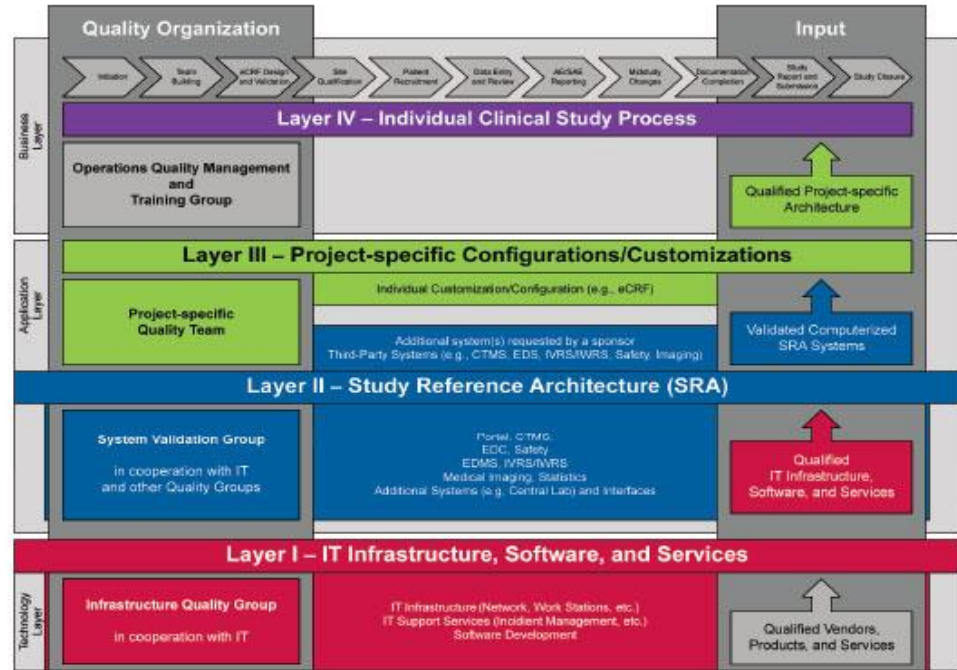 Quality Organization
Input
Initiation
Team
Building
eCRF Design
and Validation
Site
Qualification
Patient
Recruitment
Data Entry
and Review
AE/SAE
Reporting
Midstudy
Changes
Documentation
Completion
Study
Report and
Submission
Study Closure
Business
Layer
Layer IV – Individual Clinical Study Process
Operations Quality Management
and
Training Group
Qualified Project-specific
Architecture
Application
Layer
Layer III – Project-specific Configurations/Customizations
Individual Customization/Configuration (e.g., eCRF)
Project-specific
Quality Team
Additional system(s) requested by a sponsor
Third-Party Systems (e.g., CTMS, EDS, IVRS/IWRS, Safety, Imaging)
Validated Computerized
SRA Systems
Layer II – Study Reference Architecture (SRA)
System Validation Group
in cooperation with IT
and other Quality Groups
Portal, CTMS,
EDC, Safety
EDMS, IVRS/IWRS
Medical Imaging, Statistics
Additional Systems (e.g. Central Lab) and Interfaces
Qualified
IT Infrastructure,
Software, and Services
Technology
Layer
Layer I – IT Infrastructure, Software, and Services
Infrastructure Quality Group
in cooperation with IT
IT Infrastructure (Network, Work Stations, etc.)
IT Support Services (Incidient Management, etc.)
Software Development
Qualified Vendors,
Products, and Services